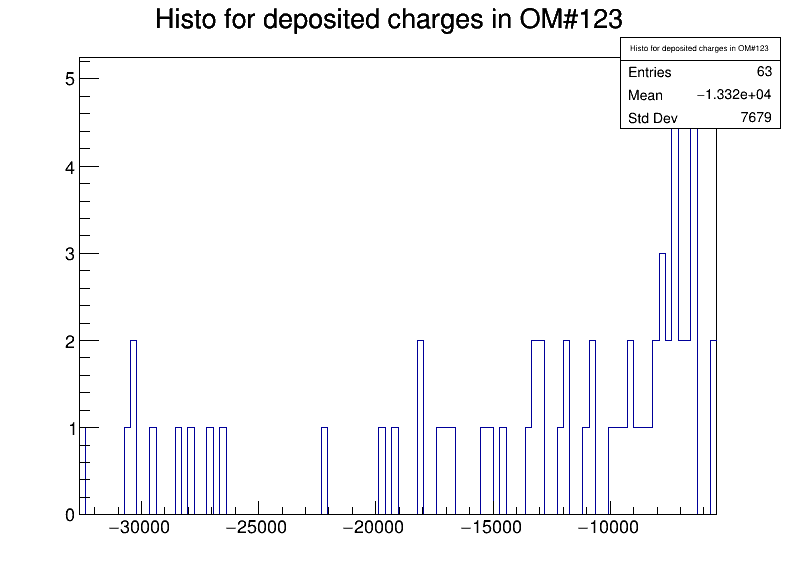 Histo for deposited charges in OM#123
Histo for deposited charges in OM#123
Entries 63
Mean −1.332e+04
Std Dev 7679
5
4
3
2
1
0
−30000 −25000 −20000 −15000 −10000